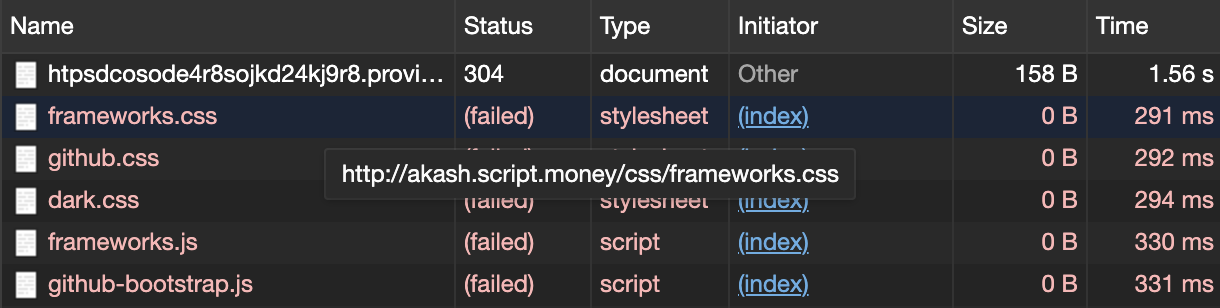 Name Status Type Initiator Size Time
htpsdcosode4r8sojkd24kj9r8.provi... 304 document Other 158 B 1.56 s
frameworks.css (failed) stylesheet (index) 0 B 291 ms
github.css 0 B 292 ms
http://akash.script.money/css/frameworks.css
dark.css (failed) stylesheet (index) 0 B 294 ms
frameworks.js (failed) script (index) 0 B 330 ms
github-bootstrap.js (failed) script (index) 0 B 331 ms